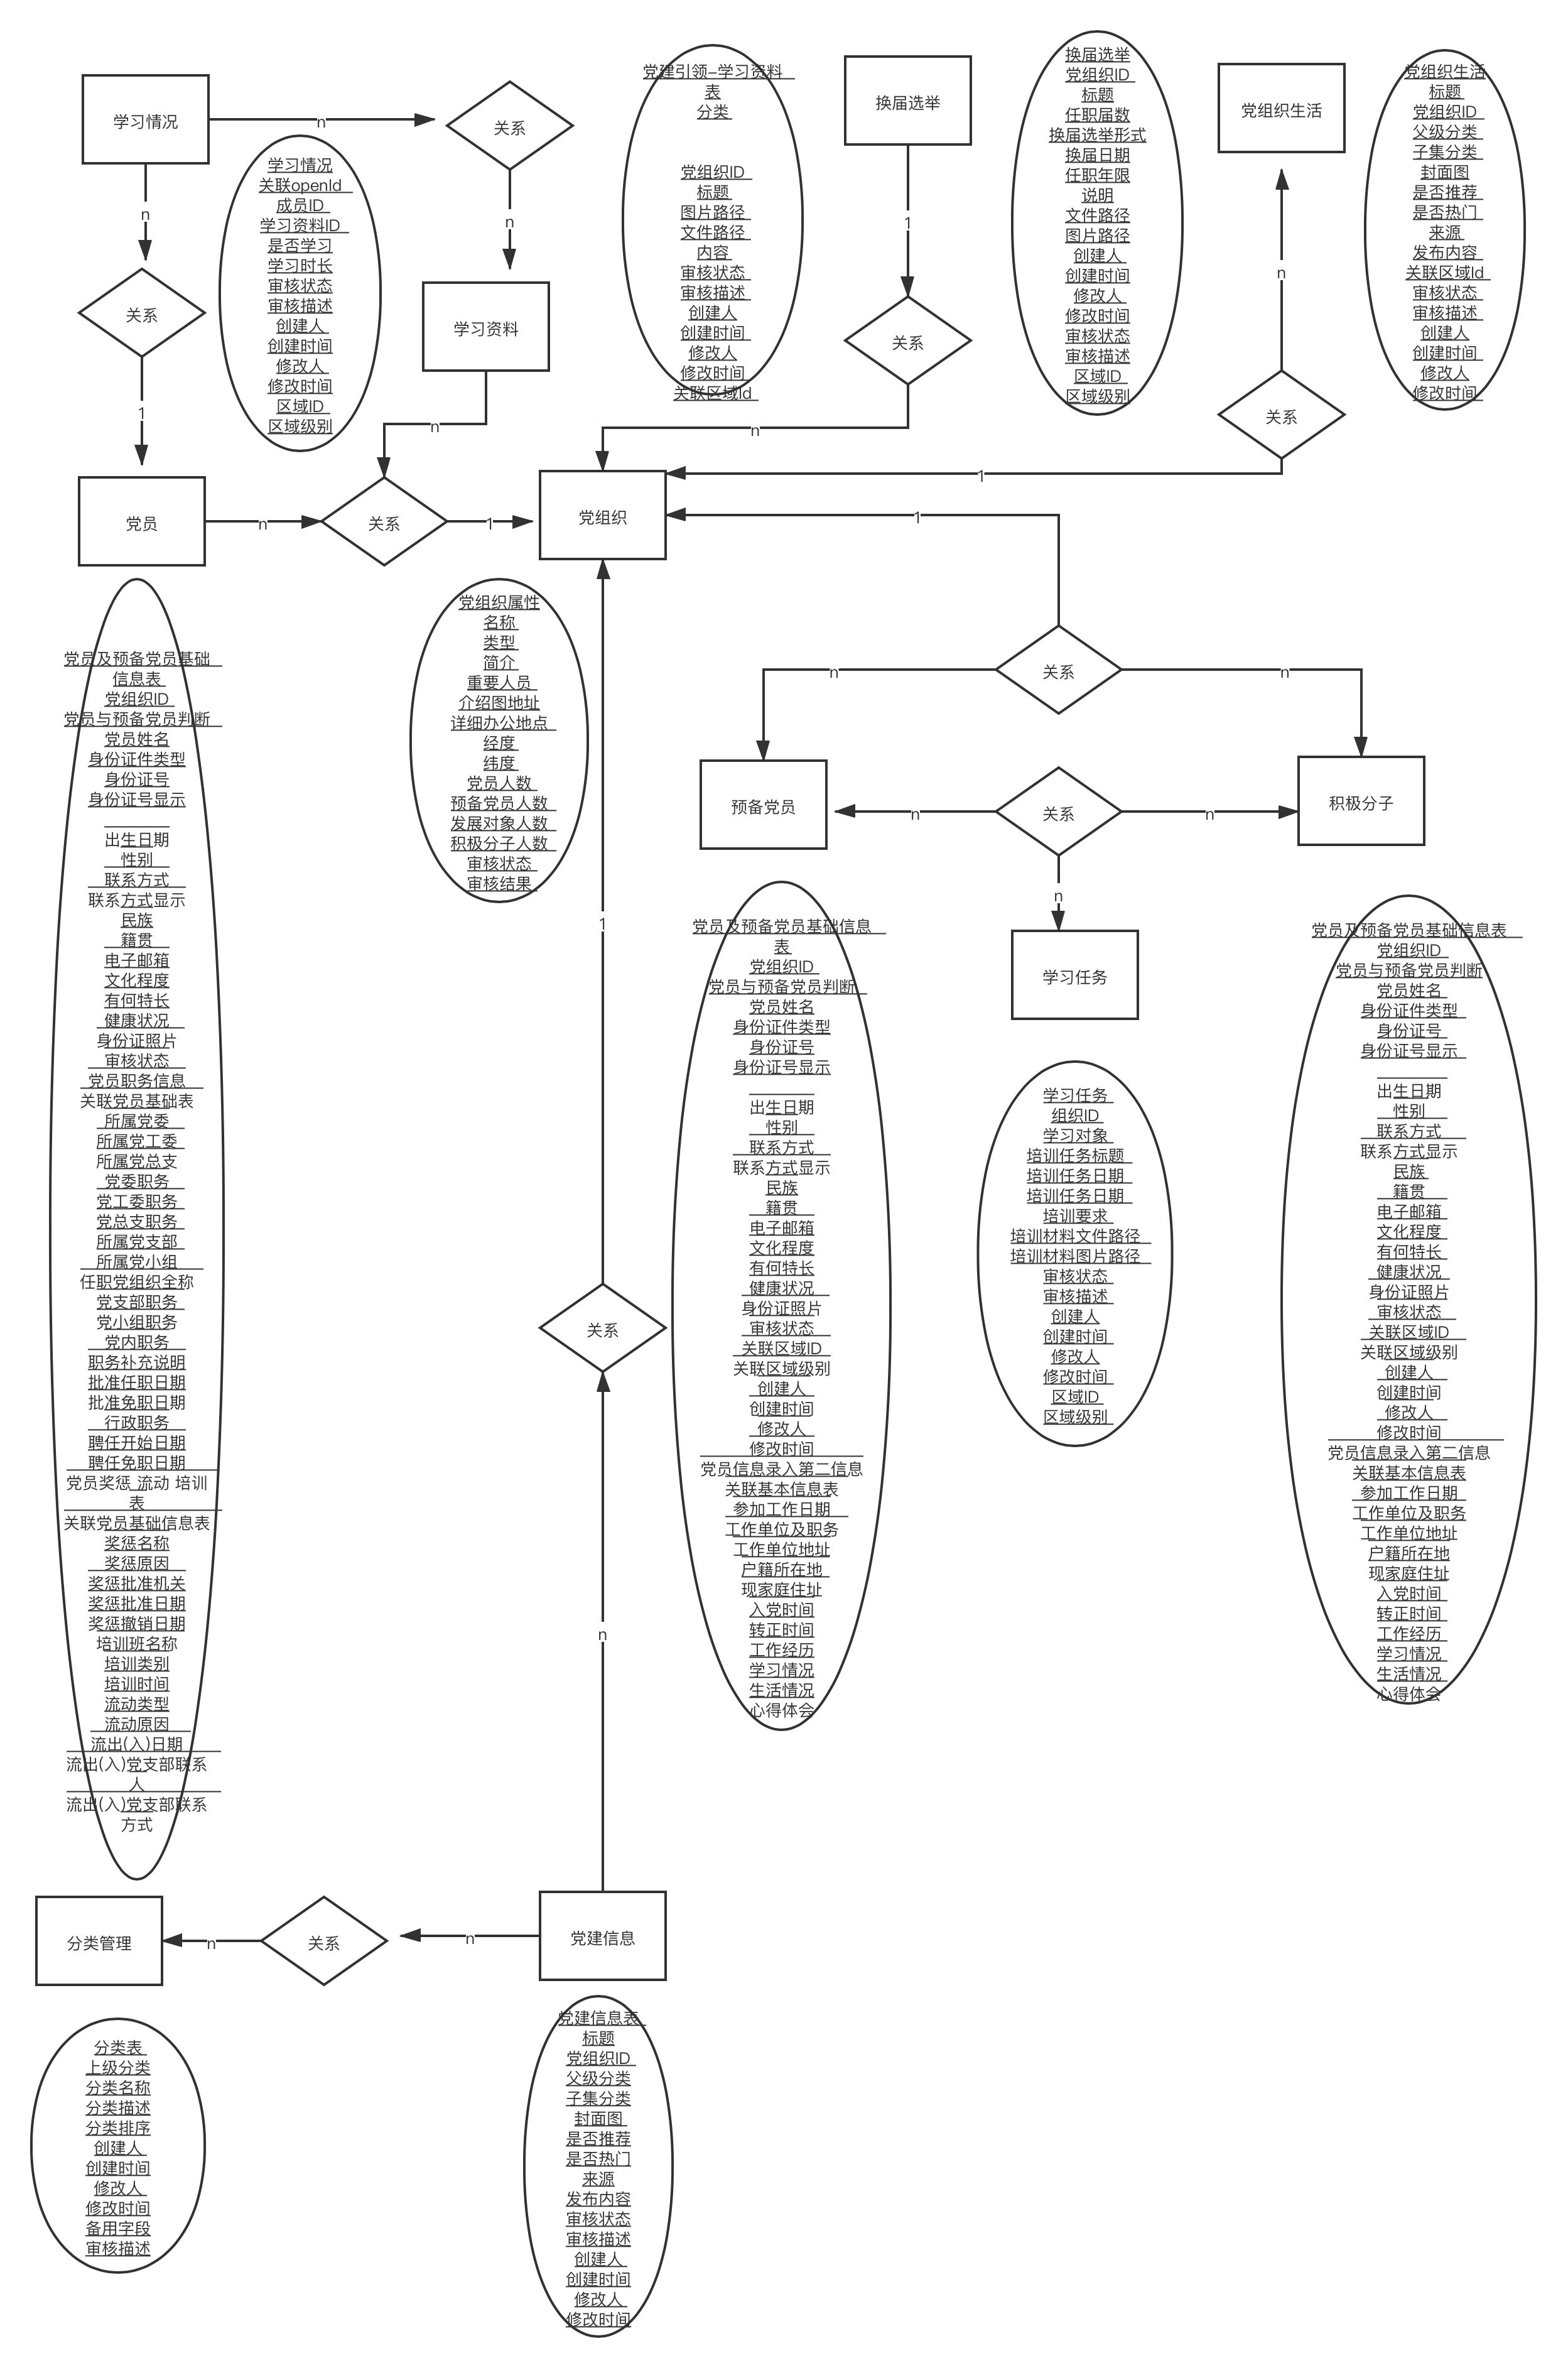 学习情况
n
关系
n
学习情况
关联openId
成员ID
学习资料ID
是否学习
学习时长
审核状态
审核描述
创建人
创建时间
修改人
修改时间
区域ID
区域级别
n
关系
1
n
学习资料
n
党建引领–学习资料
表
分类
党组织ID
标题
图片路径
文件路径
内容
审核状态
审核描述
创建人
创建时间
修改人
修改时间
关联区域Id
换届选举
1
关系
n
换届选举
党组织ID
标题
任职届数
换届选举形式
换届日期
任职年限
说明
文件路径
图片路径
创建人
创建时间
修改人
修改时间
审核状态
审核描述
区域ID
区域级别
党组织生活
n
关系
1
党组织生活
标题
党组织ID
父级分类
子集分类
封面图
是否推荐
是否热门
来源
发布内容
关联区域Id
审核状态
审核描述
创建人
创建时间
修改人
修改时间
党员
n
关系
1
党组织
1
关系
n
n
党员及预备党员基础
信息表
党组织ID
党员与预备党员判断
党员姓名
身份证件类型
身份证号
身份证号显示
出生日期
性别
联系方式
联系方式显示
民族
籍贯
电子邮箱
文化程度
有何特长
健康状况
身份证照片
审核状态
党员职务信息
关联党员基础表
所属党委
所属党工委
所属党总支
党委职务
党工委职务
党总支职务
所属党支部
所属党小组
任职党组织全称
党支部职务
党小组职务
党内职务
职务补充说明
批准任职日期
批准免职日期
行政职务
聘任开始日期
聘任免职日期
党员奖惩 流动 培训
表
关联党员基础信息表
奖惩名称
奖惩原因
奖惩批准机关
奖惩批准日期
奖惩撤销日期
培训班名称
培训类别
培训时间
流动类型
流动原因
流出(入)日期
流出(入)党支部联系
人
流出(入)党支部联系
方式
党组织属性
名称
类型
简介
重要人员
介绍图地址
详细办公地点
经度
纬度
党员人数
预备党员人数
发展对象人数
积极分子人数
审核状态
审核结果
1
关系
n
预备党员
n
关系
n
积极分子
n
学习任务
党员及预备党员基础信息
表
党组织ID
党员与预备党员判断
党员姓名
身份证件类型
身份证号
身份证号显示
出生日期
性别
联系方式
联系方式显示
民族
籍贯
电子邮箱
文化程度
有何特长
健康状况
身份证照片
审核状态
关联区域ID
关联区域级别
创建人
创建时间
修改人
修改时间
党员信息录入第二信息
关联基本信息表
参加工作日期
工作单位及职务
工作单位地址
户籍所在地
现家庭住址
入党时间
转正时间
工作经历
学习情况
生活情况
心得体会
学习任务
组织ID
学习对象
培训任务标题
培训任务日期
培训任务日期
培训要求
培训材料文件路径
培训材料图片路径
审核状态
审核描述
创建人
创建时间
修改人
修改时间
区域ID
区域级别
党员及预备党员基础信息表
党组织ID
党员与预备党员判断
党员姓名
身份证件类型
身份证号
身份证号显示
出生日期
性别
联系方式
联系方式显示
民族
籍贯
电子邮箱
文化程度
有何特长
健康状况
身份证照片
审核状态
关联区域ID
关联区域级别
创建人
创建时间
修改人
修改时间
党员信息录入第二信息
关联基本信息表
参加工作日期
工作单位及职务
工作单位地址
户籍所在地
现家庭住址
入党时间
转正时间
工作经历
学习情况
生活情况
心得体会
分类管理
n
关系
n
党建信息
分类表
上级分类
分类名称
分类描述
分类排序
创建人
创建时间
修改人
修改时间
备用字段
审核描述
党建信息表
标题
党组织ID
父级分类
子集分类
封面图
是否推荐
是否热门
来源
发布内容
审核状态
审核描述
创建人
创建时间
修改人
修改时间